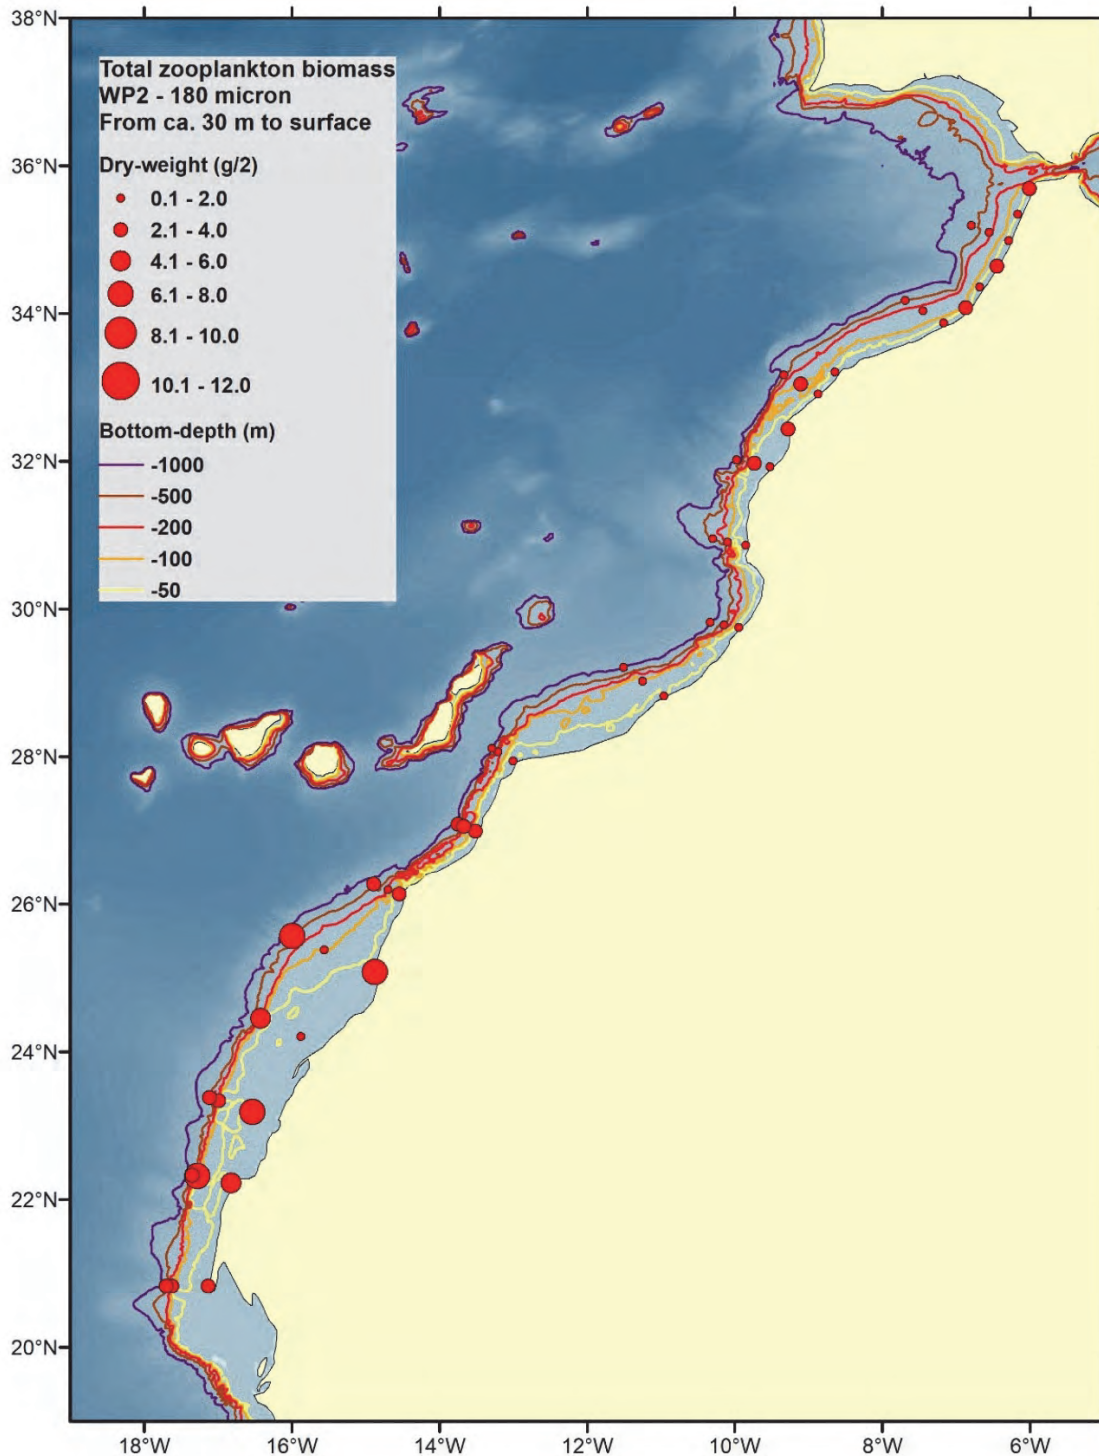 38°N
36°N
34°N
32°N
30°N
28°N
26°N
24°N
22°N
20°N
Total zooplankton biomass
WP2 - 180 micron
From ca. 30 m to surface
Dry-weight (g/2)
0.1 - 2.0
2.1 - 4.0
4.1 - 6.0
6.1 - 8.0
8.1 - 10.0
10.1 - 12.0
Bottom-depth (m)
-1000
-500
-200
-100
-50
18°W 16°W 14°W 12°W 10°W 8°W 6°W